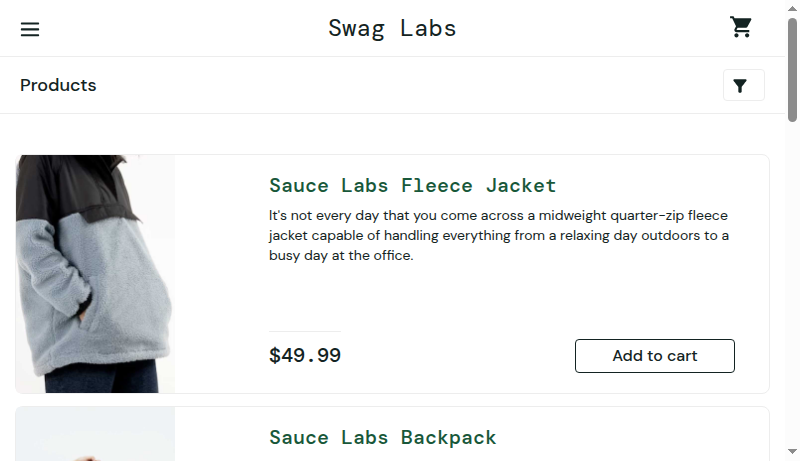 Swag Labs
Products
Sauce Labs Fleece Jacket
It's not every day that you come across a midweight quarter-zip fleece
jacket capable of handling everything from a relaxing day outdoors to a
busy day at the office.
$49.99
Add to cart
Sauce Labs Backpack